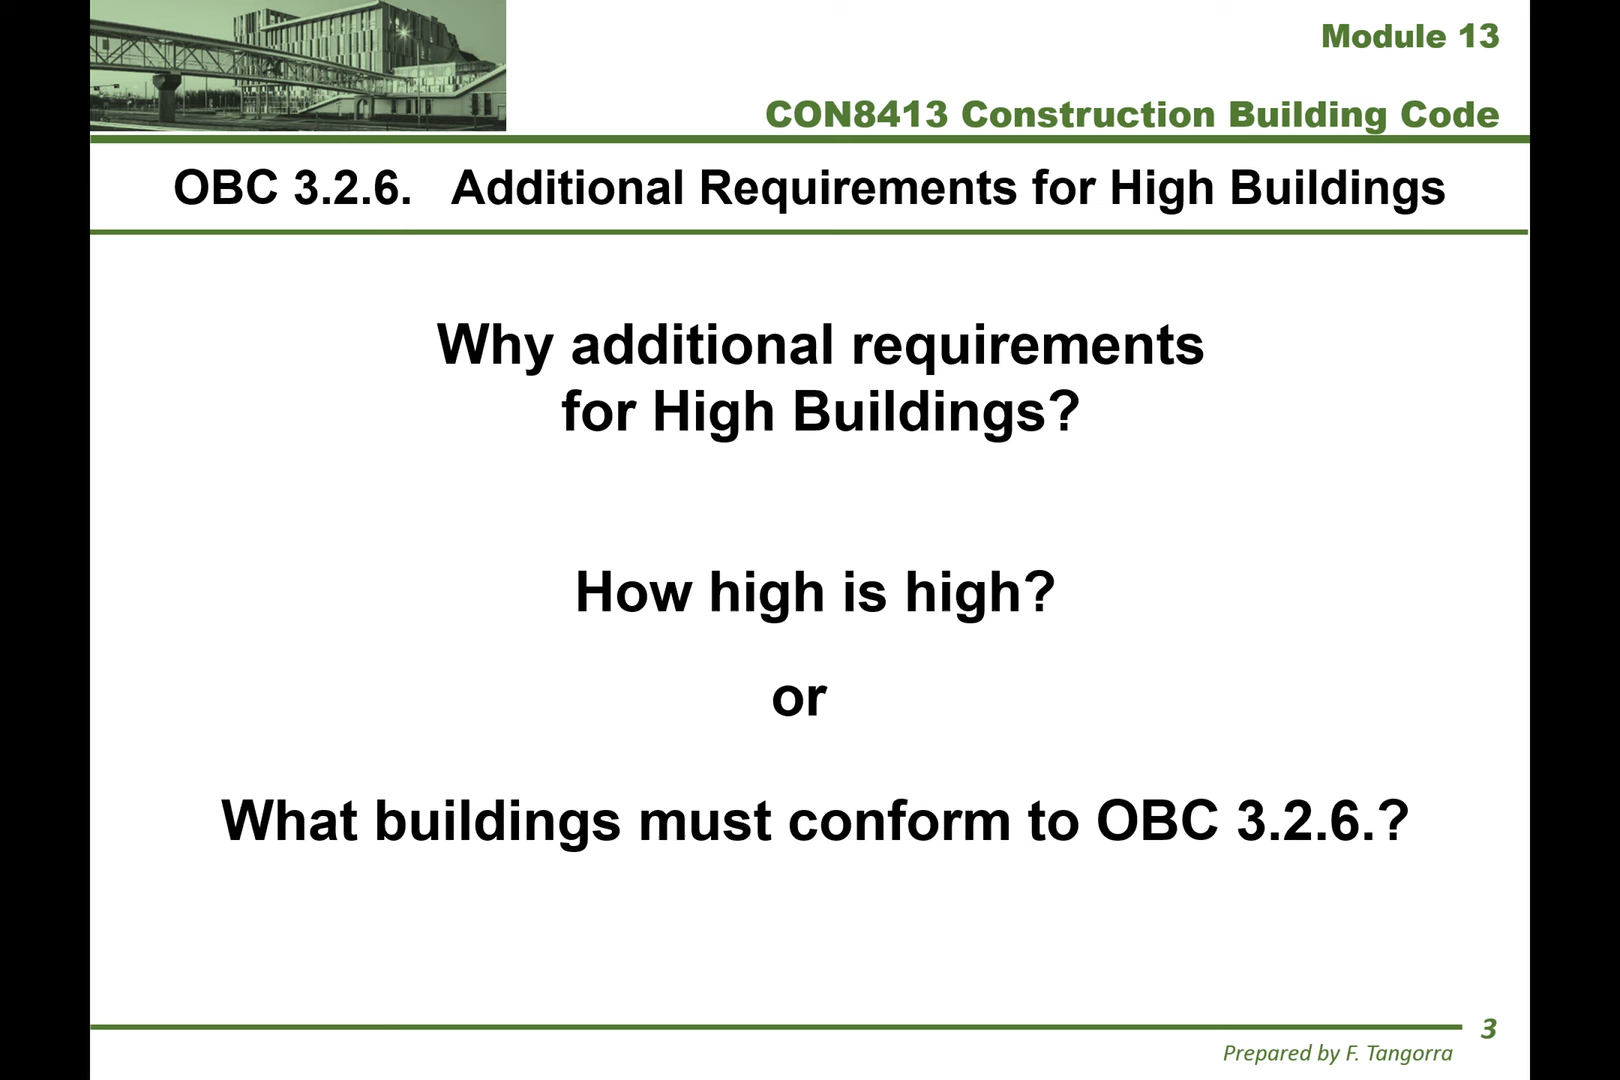 Module 13
CON8413 Construction Building Code
OBC 3.2.6. Additional Requirements for High Buildings
Why additional requirements
for High Buildings?
How high is high?
or
What buildings must conform to OBC 3.2.6.?
3
Prepared by F. Tangorra